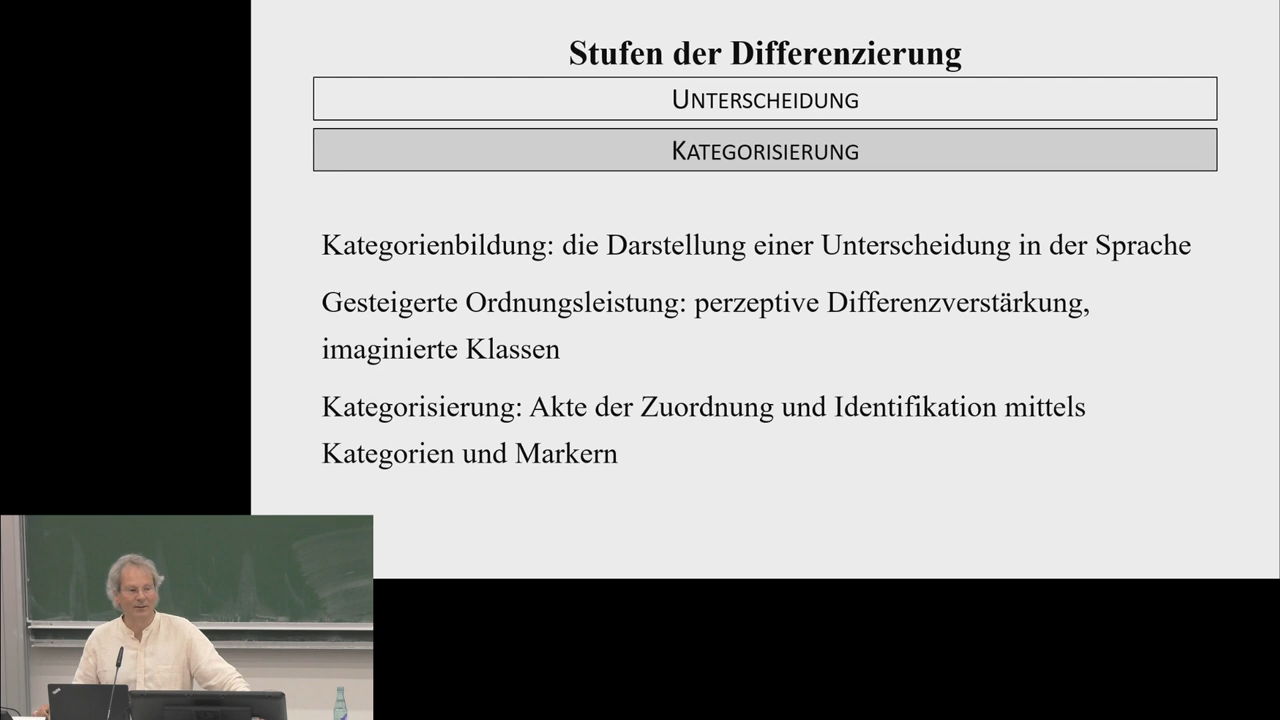 Stufen der Differenzierung
UNTERSCHEIDUNG
KATEGORISIERUNG
Kategorienbildung: die Darstellung einer Unterscheidung in der Sprache
Gesteigerte Ordnungsleistung: perzeptive Differenzverstärkung,
imaginierte Klassen
Kategorisierung: Akte der Zuordnung und Identifikation mittels
Kategorien und Markern